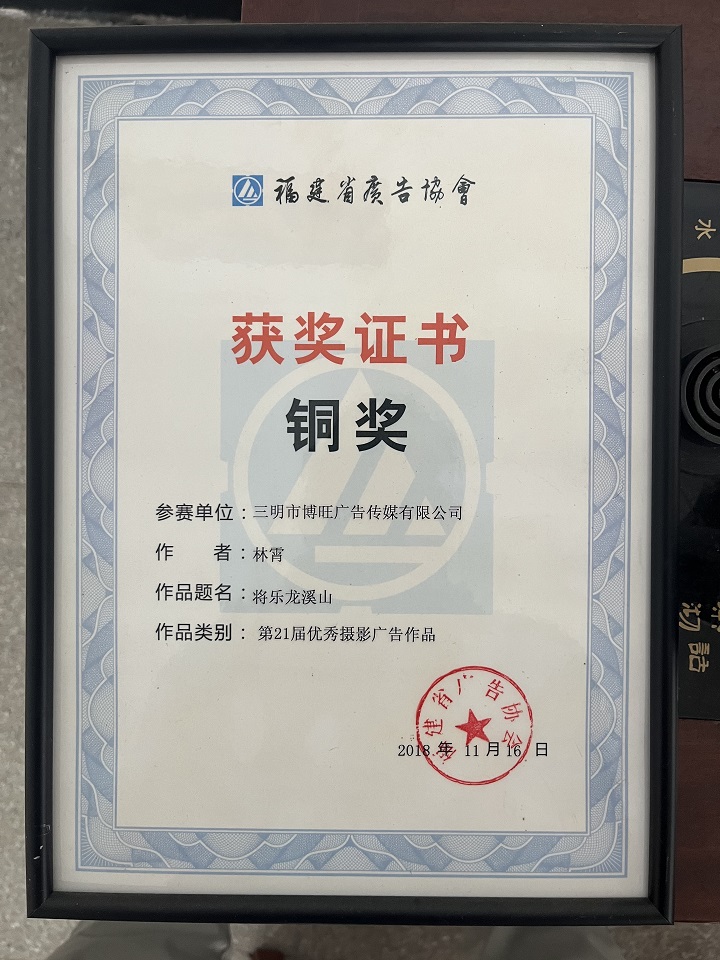 福建省廣告協會
获奖证书
铜奖
参赛单位：三明市博旺广告传媒有限公司
作　　者：林霄
作品题名：将乐龙溪山
作品类别：第21届优秀摄影广告作品
福建省广告协会
2018 年 11 月 16 日
水